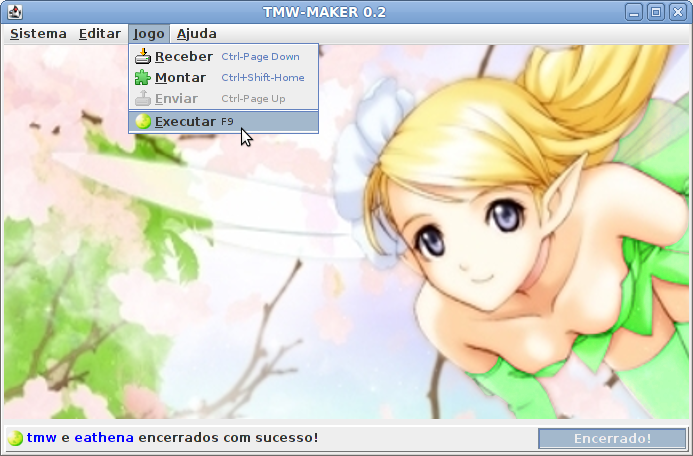 TMW-MAKER 0.2
Sistema Editar Jogo Ajuda
Receber Ctrl-Page Down
Montar Ctrl+Shift-Home
Enviar Ctrl-Page Up
Executar F9
tmw e eathena encerrados com sucesso! Encerrado!